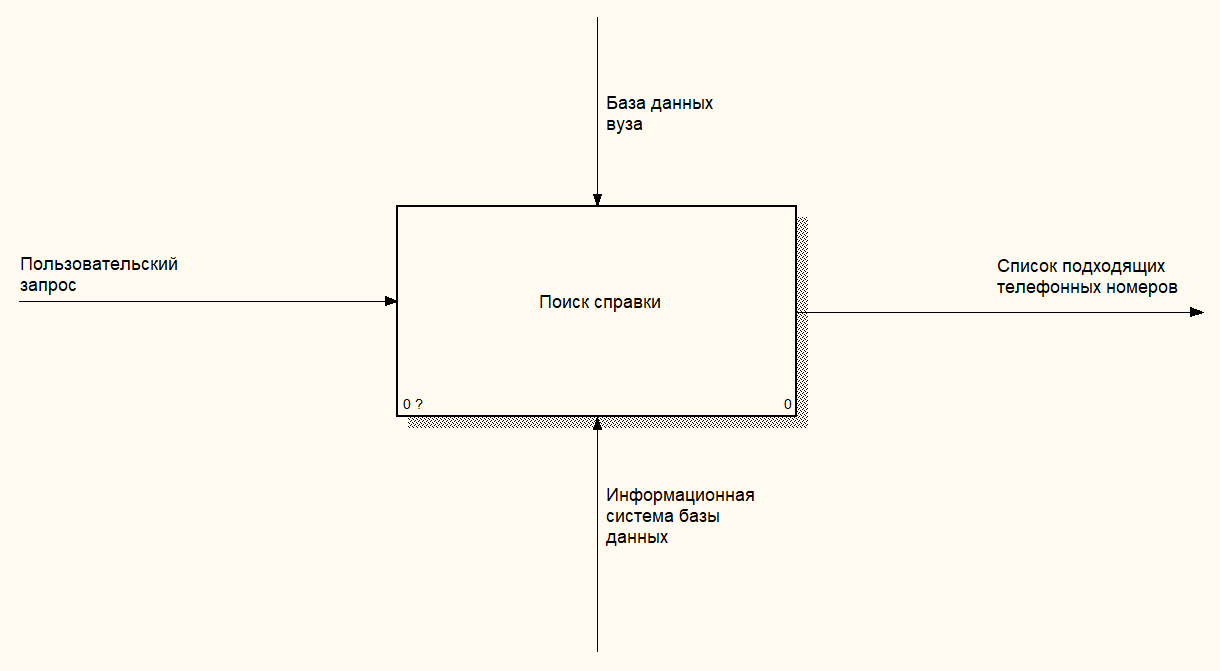 База данных
вуза
Пользовательский
запрос
Поиск справки
Список подходящих
телефонных номеров
0 ?
0
Информационная
система базы
данных